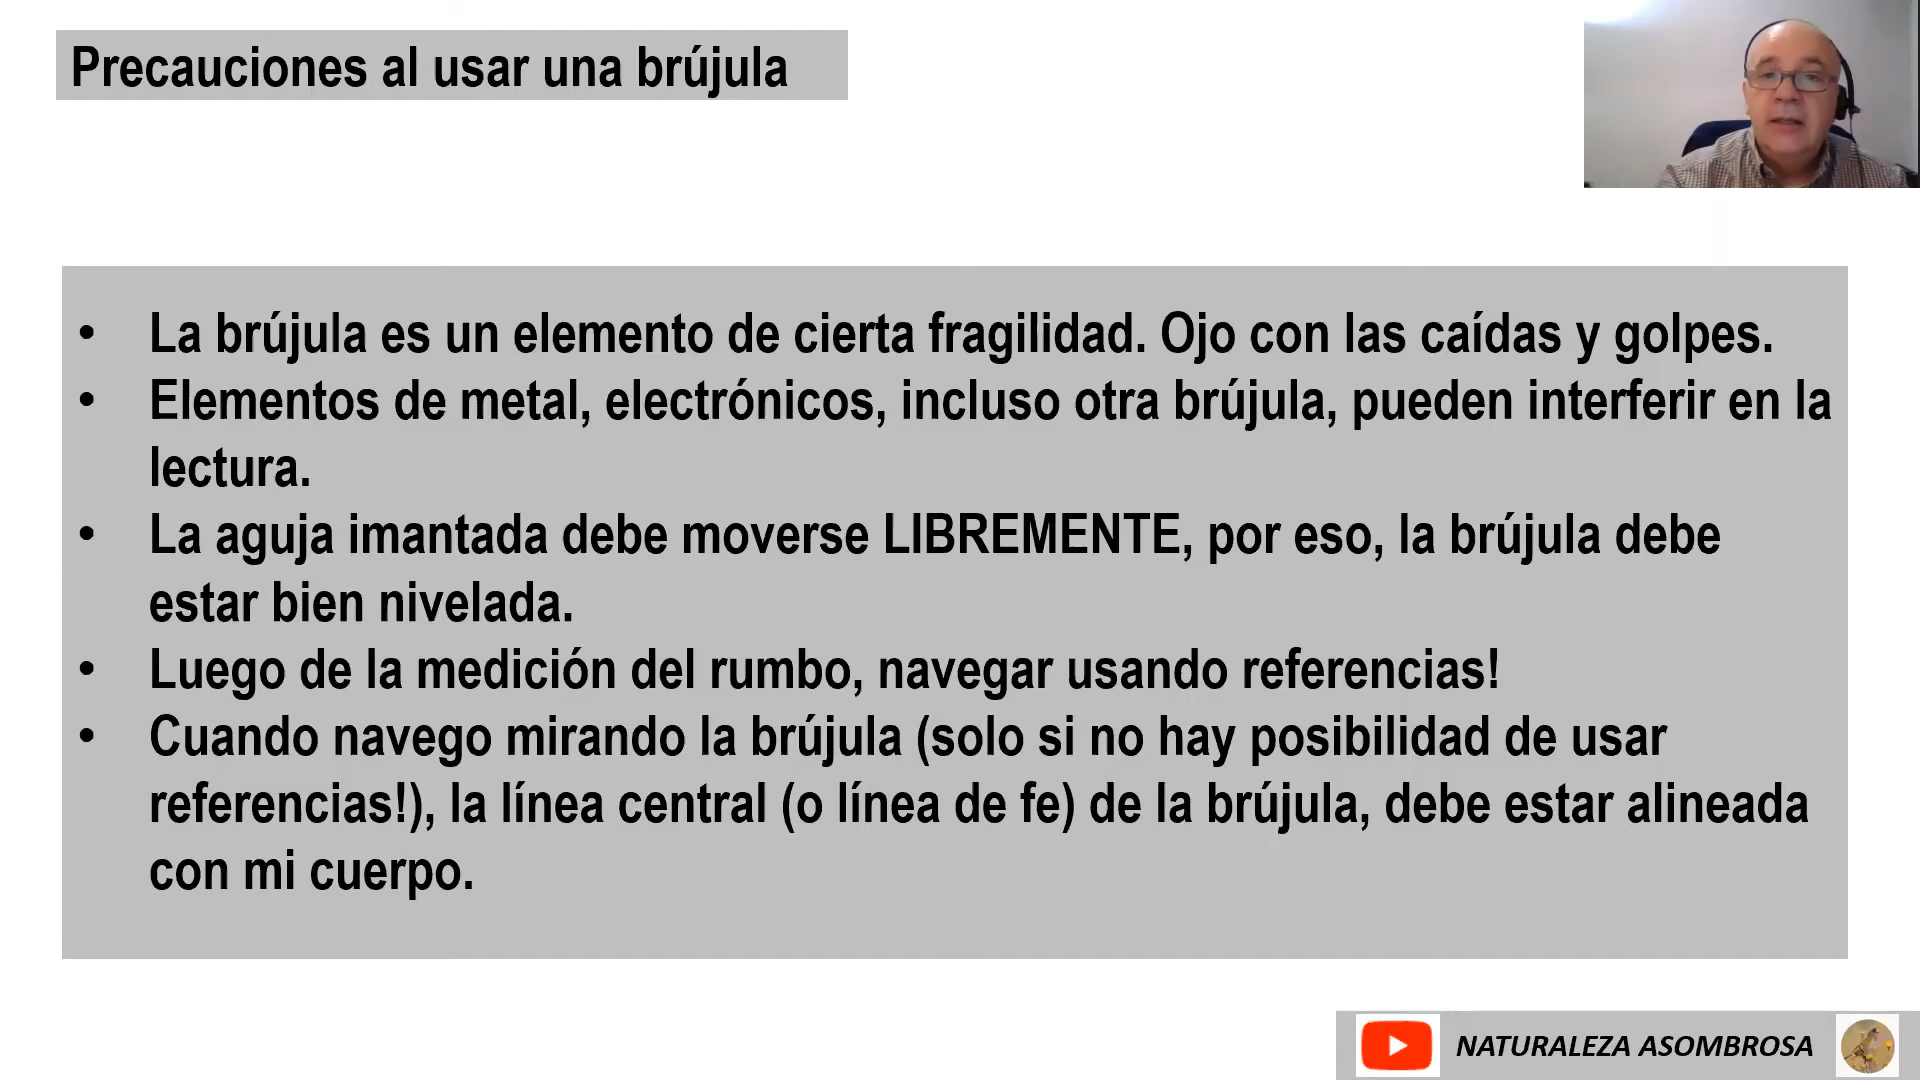 Precauciones al usar una brújula
• La brújula es un elemento de cierta fragilidad. Ojo con las caídas y golpes.
• Elementos de metal, electrónicos, incluso otra brújula, pueden interferir en la
lectura.
• La aguja imantada debe moverse LIBREMENTE, por eso, la brújula debe
estar bien nivelada.
• Luego de la medición del rumbo, navegar usando referencias!
• Cuando navego mirando la brújula (solo si no hay posibilidad de usar
referencias!), la línea central (o línea de fe) de la brújula, debe estar alineada
con mi cuerpo.
NATURALEZA ASOMBROSA